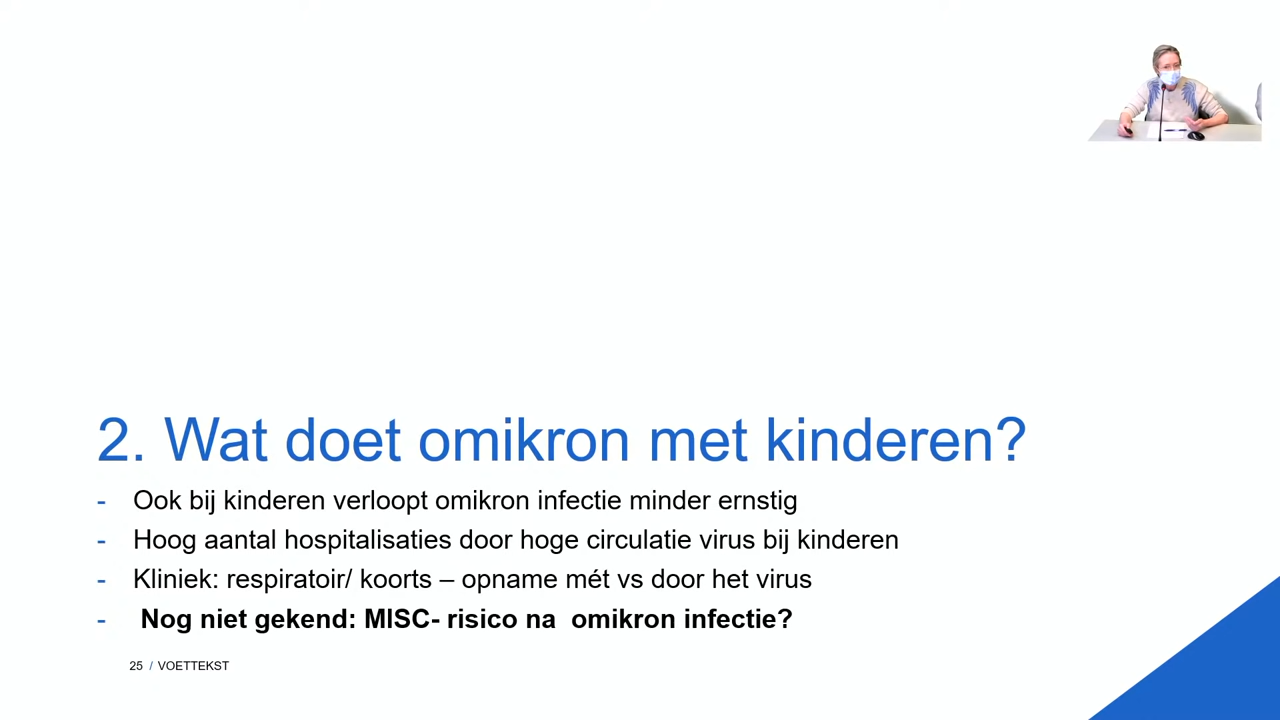 2. Wat doet omikron met kinderen?
- Ook bij kinderen verloopt omikron infectie minder ernstig
- Hoog aantal hospitalisaties door hoge circulatie virus bij kinderen
- Kliniek: respiratoir/ koorts – opname mét vs door het virus
- Nog niet gekend: MISC- risico na  omikron infectie?
25 / VOETTEKST